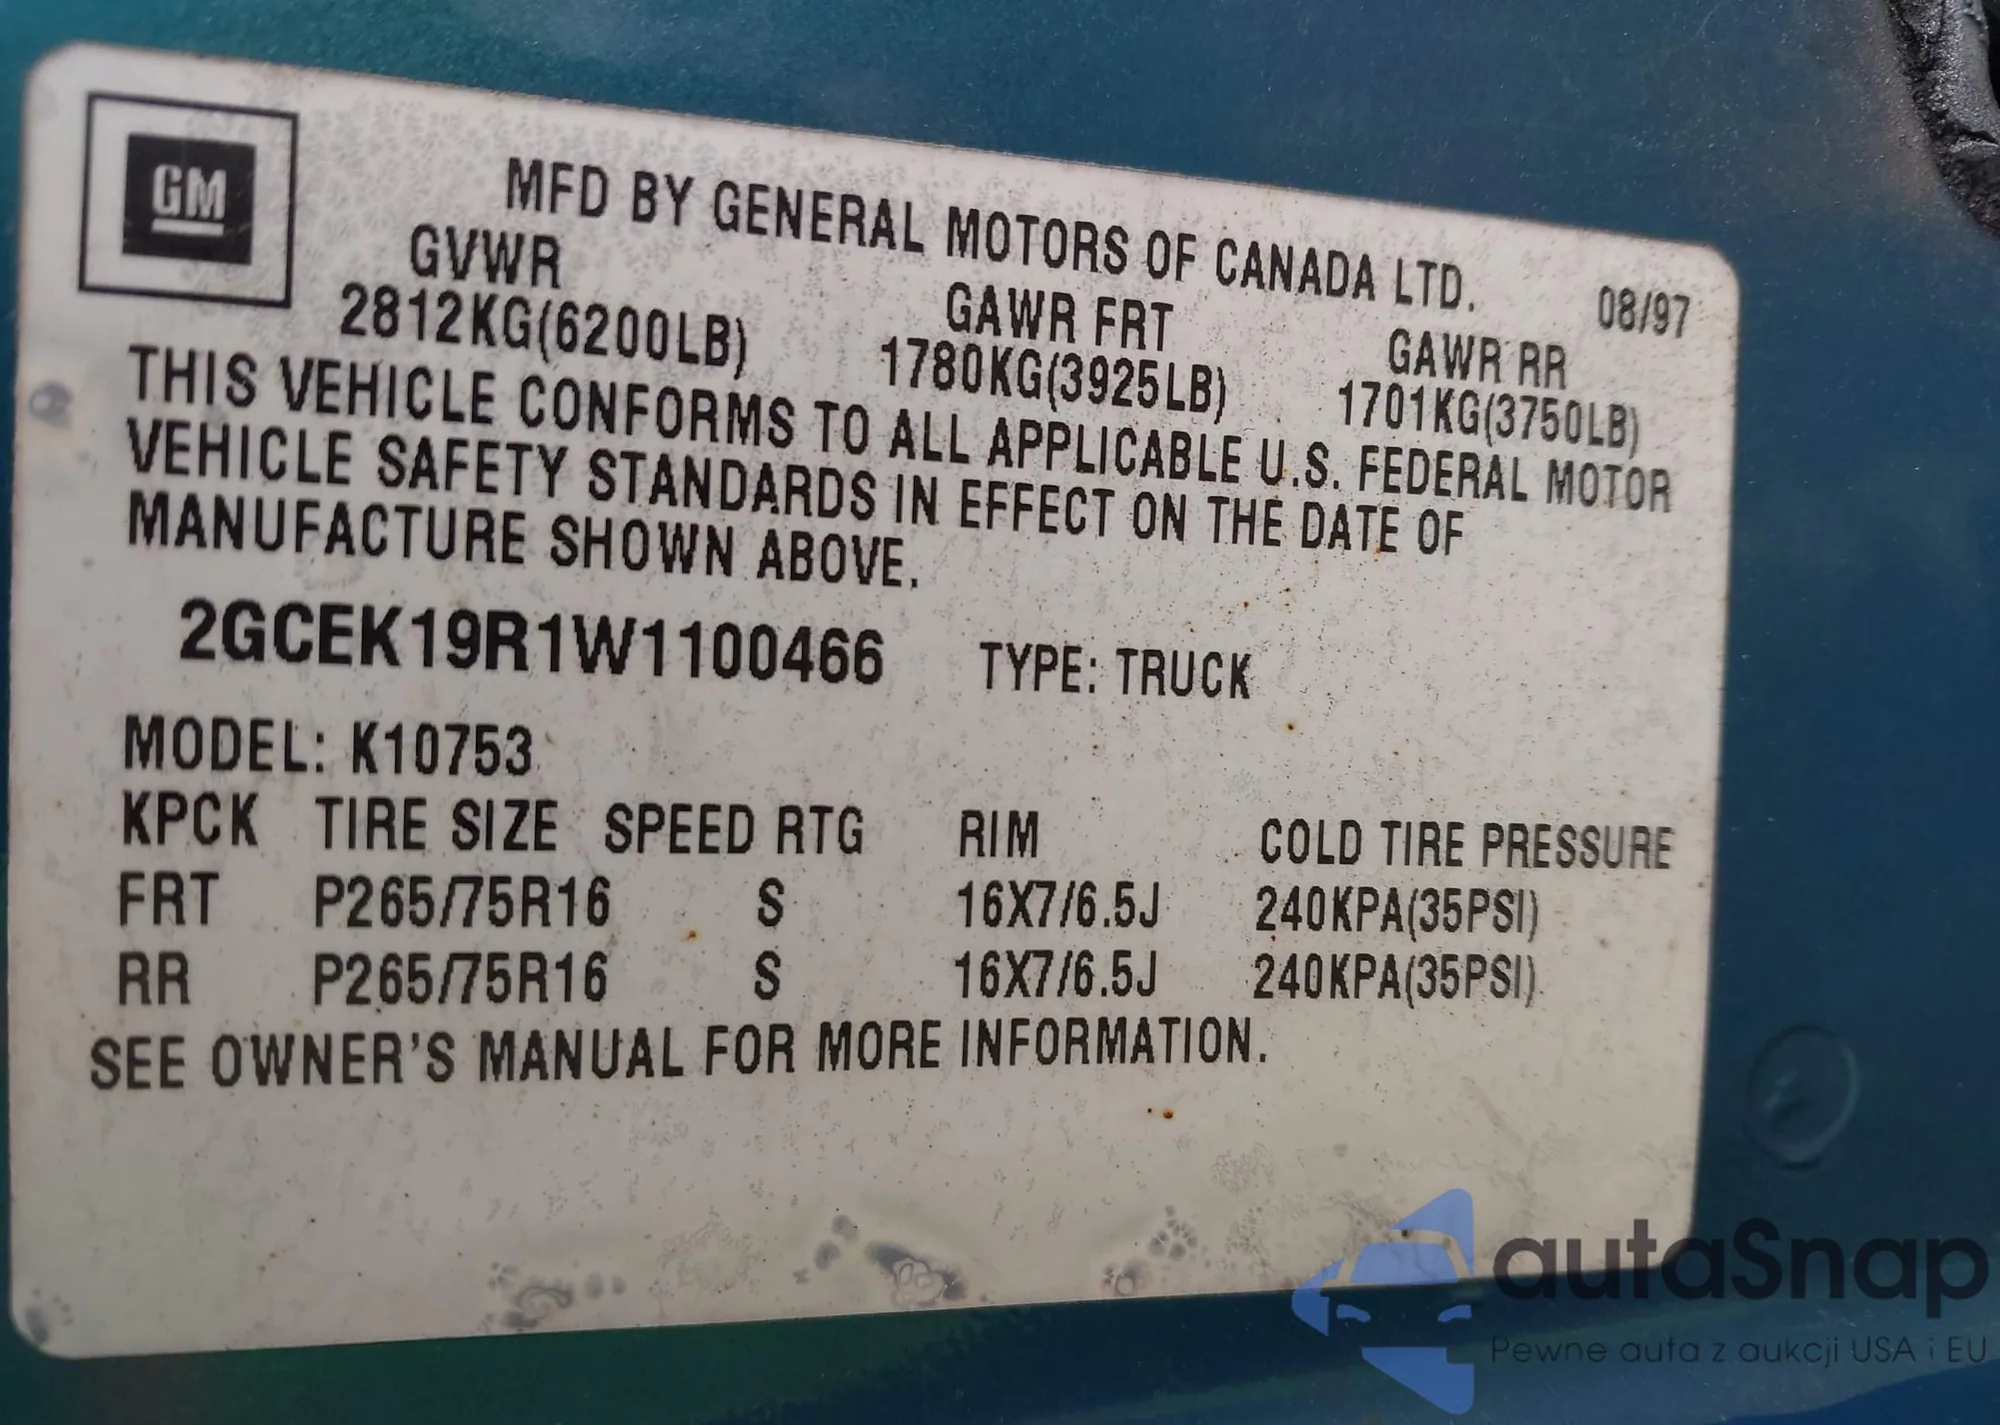 GM
MFD BY GENERAL MOTORS OF CANADA LTD.
08/97
GVWR GAWR FRT GAWR RR
2812KG(6200LB) 1780KG(3925LB) 1701KG(3750LB)
THIS VEHICLE CONFORMS TO ALL APPLICABLE U.S. FEDERAL MOTOR
VEHICLE SAFETY STANDARDS IN EFFECT ON THE DATE OF
MANUFACTURE SHOWN ABOVE.
2GCEK19R1W1100466 TYPE: TRUCK
MODEL: K10753
KPCK TIRE SIZE SPEED RTG RIM COLD TIRE PRESSURE
FRT P265/75R16 S 16X7/6.5J 240KPA(35PSI)
RR P265/75R16 S 16X7/6.5J 240KPA(35PSI)
SEE OWNER'S MANUAL FOR MORE INFORMATION.
autaSnap
Pewne auta z aukcji USA i EU